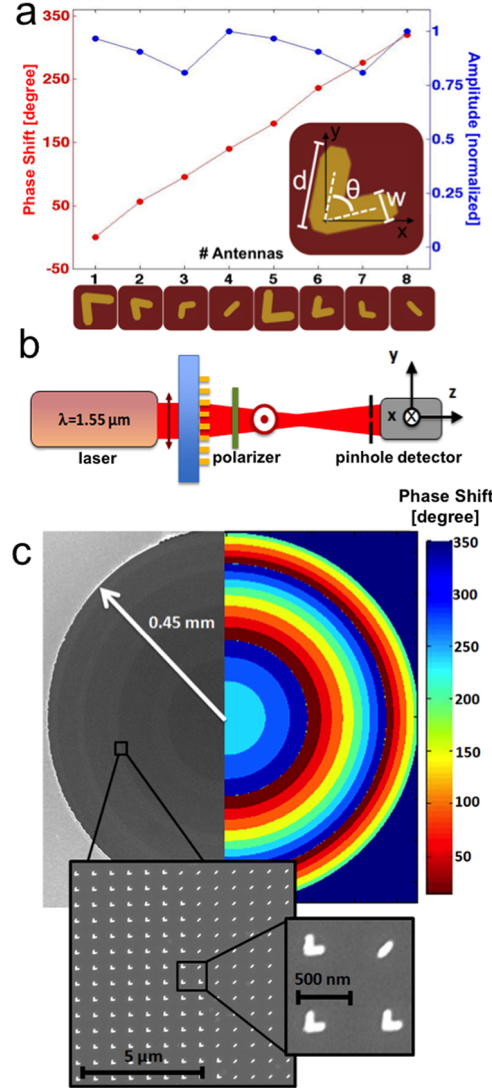 a
350
250
150
50
-50
Phase Shift [degree]
1
0.75
0.5
0.25
0
Amplitude [normalized]
y
d
θ
w
x
# Antennas
1 2 3 4 5 6 7 8
b
λ=1.55 µm
laser
polarizer
pinhole detector
y
x
z
Phase Shift
[degree]
c
0.45 mm
350
300
250
200
150
100
50
500 nm
5 µm